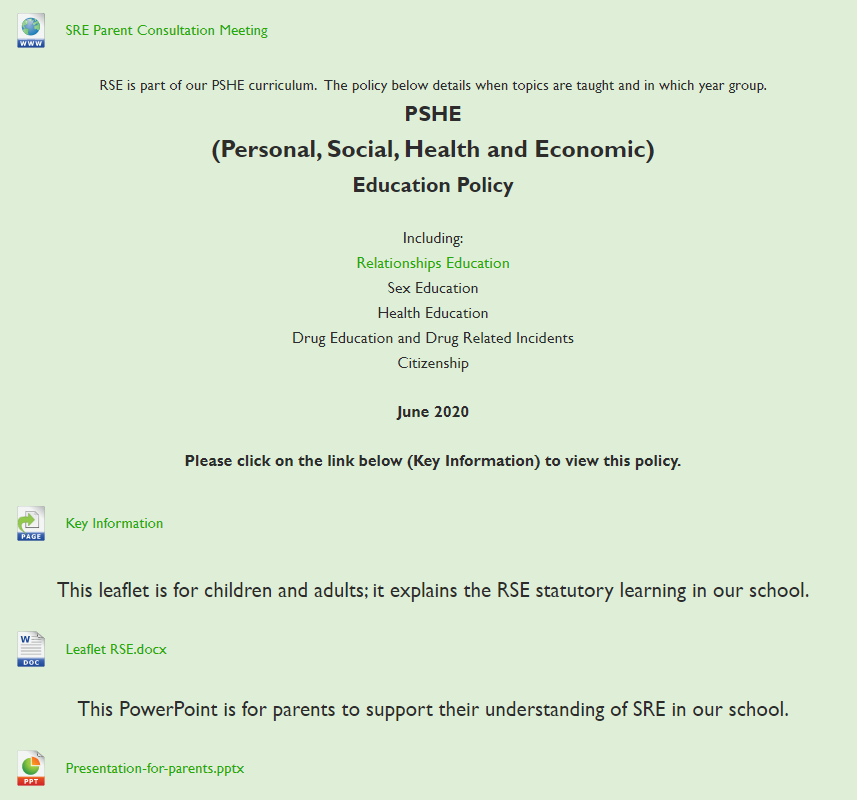 WWW
SRE Parent Consultation Meeting
RSE is part of our PSHE curriculum.  The policy below details when topics are taught and in which year group.
PSHE
(Personal, Social, Health and Economic)
Education Policy
Including:
Relationships Education
Sex Education
Health Education
Drug Education and Drug Related Incidents
Citizenship
June 2020
Please click on the link below (Key Information) to view this policy.
PAGE
Key Information
This leaflet is for children and adults; it explains the RSE statutory learning in our school.
W
DOC
Leaflet RSE.docx
This PowerPoint is for parents to support their understanding of SRE in our school.
PPT
Presentation-for-parents.pptx